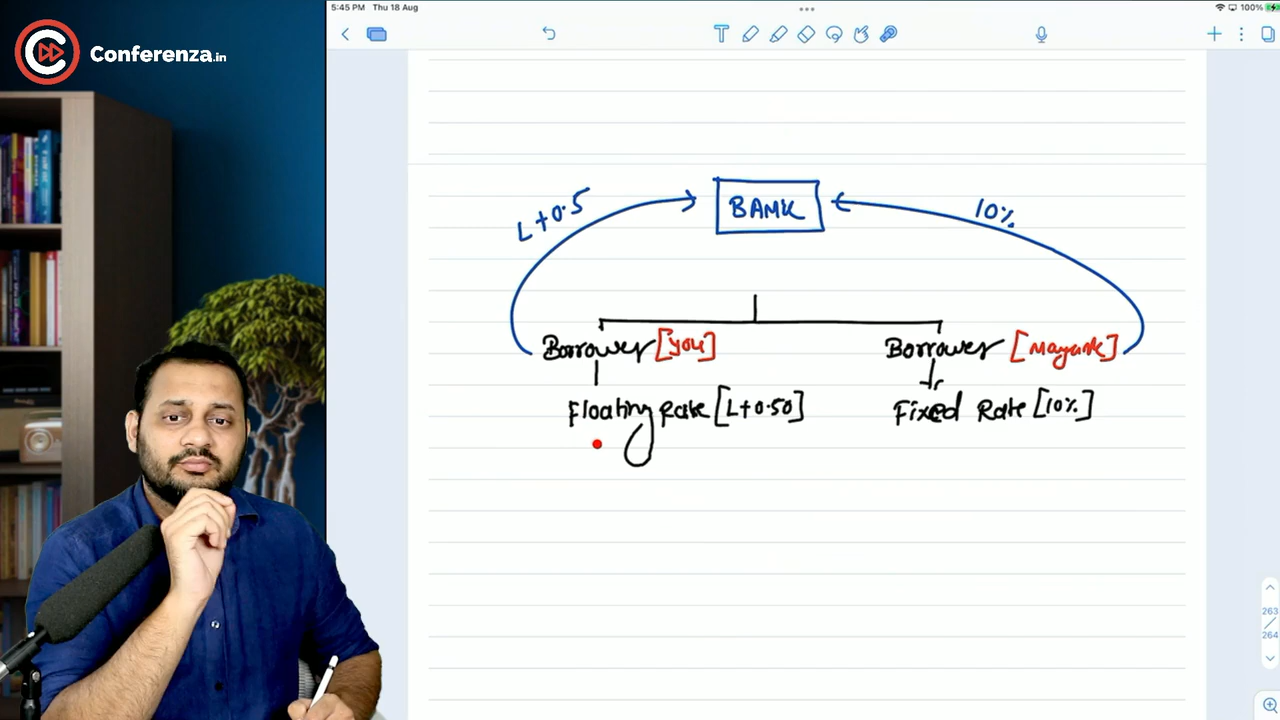 5:45 PM Thu 18 Aug
100%
Conferenza.in
T
L+0.5
BANK
10%
Borrower [you]
Borrower [Mayank]
Floating Rate [L+0.50]
Fixed Rate [10%]
263
264